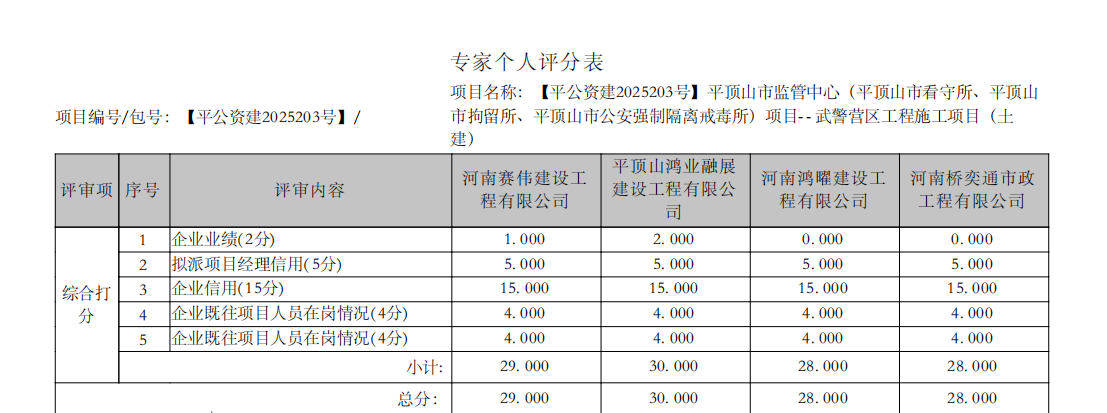 专家个人评分表
项目编号/包号：【平公资建2025203号】/
项目名称：【平公资建2025203号】平顶山市监管中心（平顶山市看守所、平顶山
市拘留所、平顶山市公安强制隔离戒毒所）项目--武警营区工程施工项目（土
建）
评审项 序号 评审内容 河南赛伟建设工程有限公司 平顶山鸿业融展建设工程有限公司 河南鸿曜建设工程有限公司 河南桥奕通市政工程有限公司
综合打分
1 企业业绩(2分) 1.000 2.000 0.000 0.000
2 拟派项目经理信用(5分) 5.000 5.000 5.000 5.000
3 企业信用(15分) 15.000 15.000 15.000 15.000
4 企业既往项目人员在岗情况(4分) 4.000 4.000 4.000 4.000
5 企业既往项目人员在岗情况(4分) 4.000 4.000 4.000 4.000
小计: 29.000 30.000 28.000 28.000
总分: 29.000 30.000 28.000 28.000